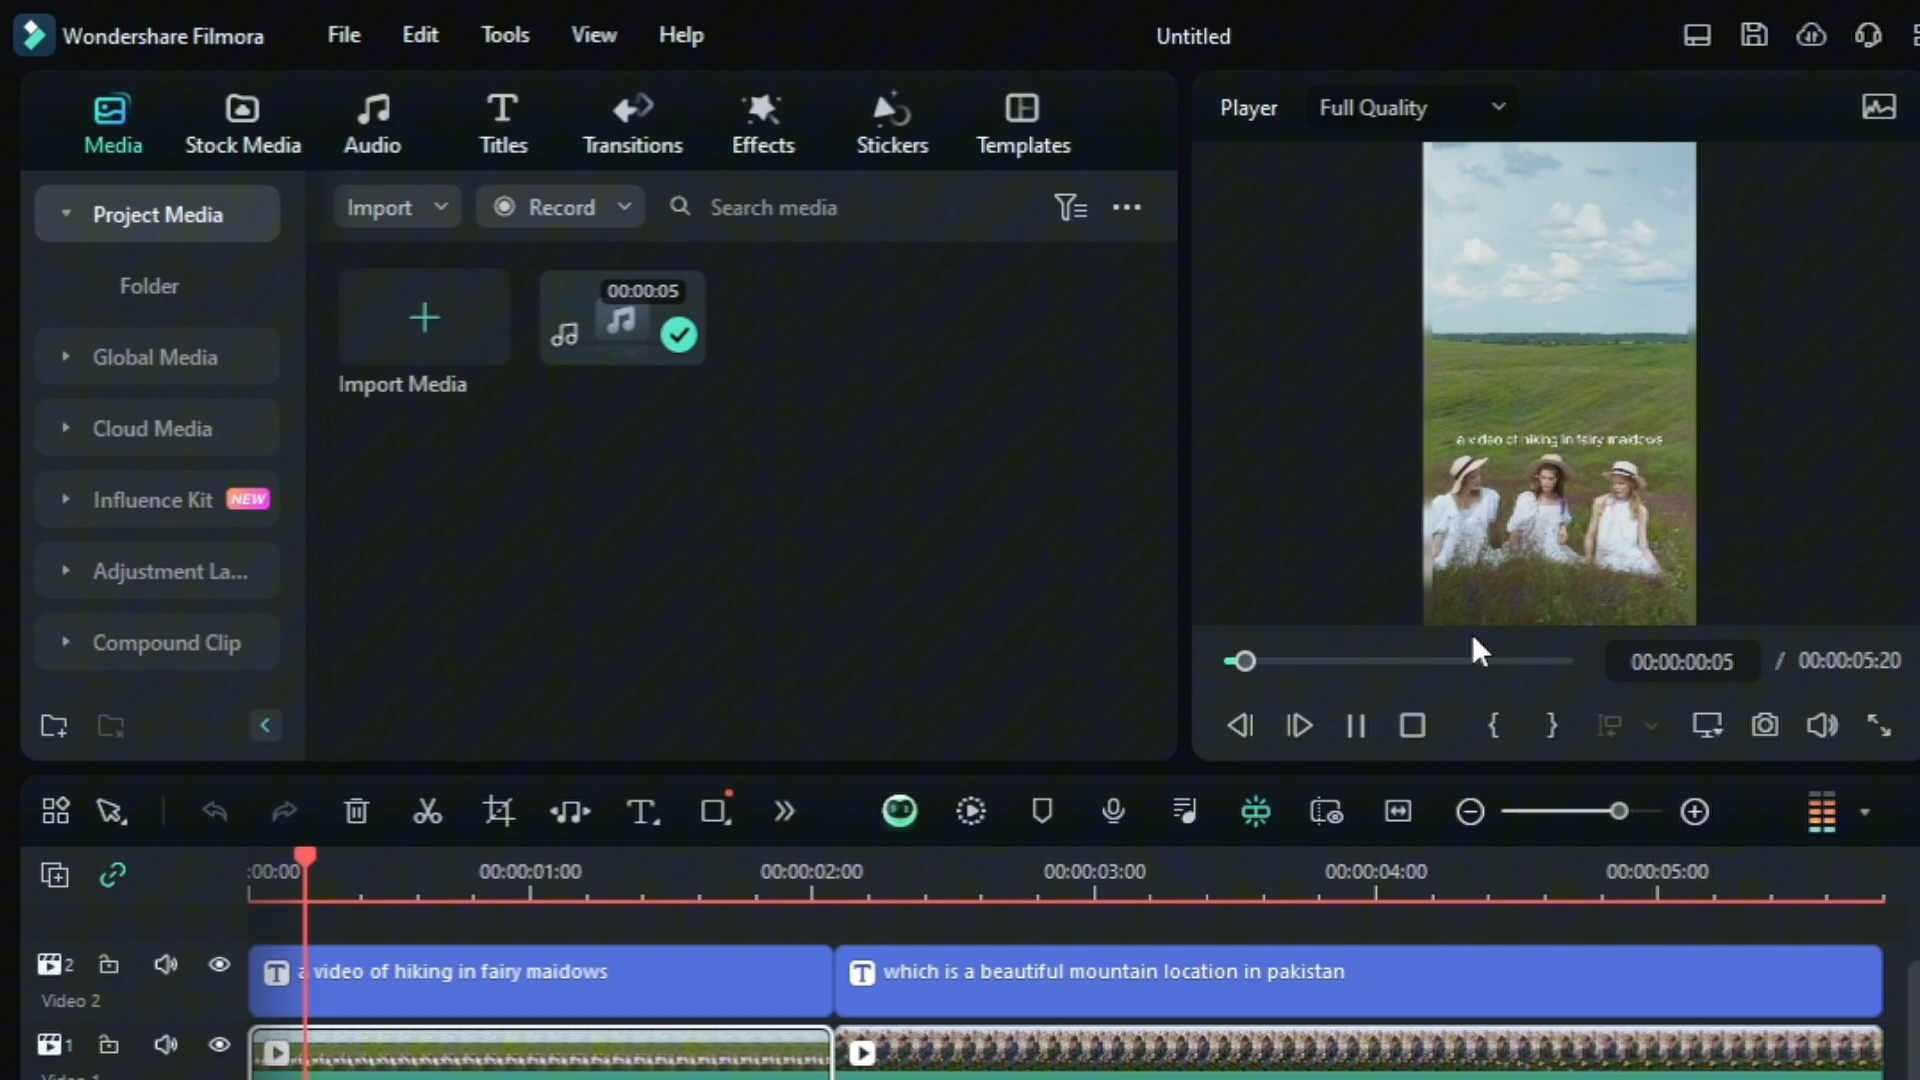 Wondershare Filmora
File
Edit
Tools
View
Help
Untitled
Media
Stock Media
Audio
Titles
Transitions
Effects
Stickers
Templates
Player
Full Quality
Project Media
Import
Record
Search media
Folder
00:00:05
Global Media
Import Media
Cloud Media
a video of hiking in fairy maidows
Influence Kit
NEW
Adjustment La...
Compound Clip
00:00:00:05 / 00:00:05:20
:00:00
00:00:01:00
00:00:02:00
00:00:03:00
00:00:04:00
00:00:05:00
2
T
a video of hiking in fairy maidows
T
which is a beautiful mountain location in pakistan
Video 2
1